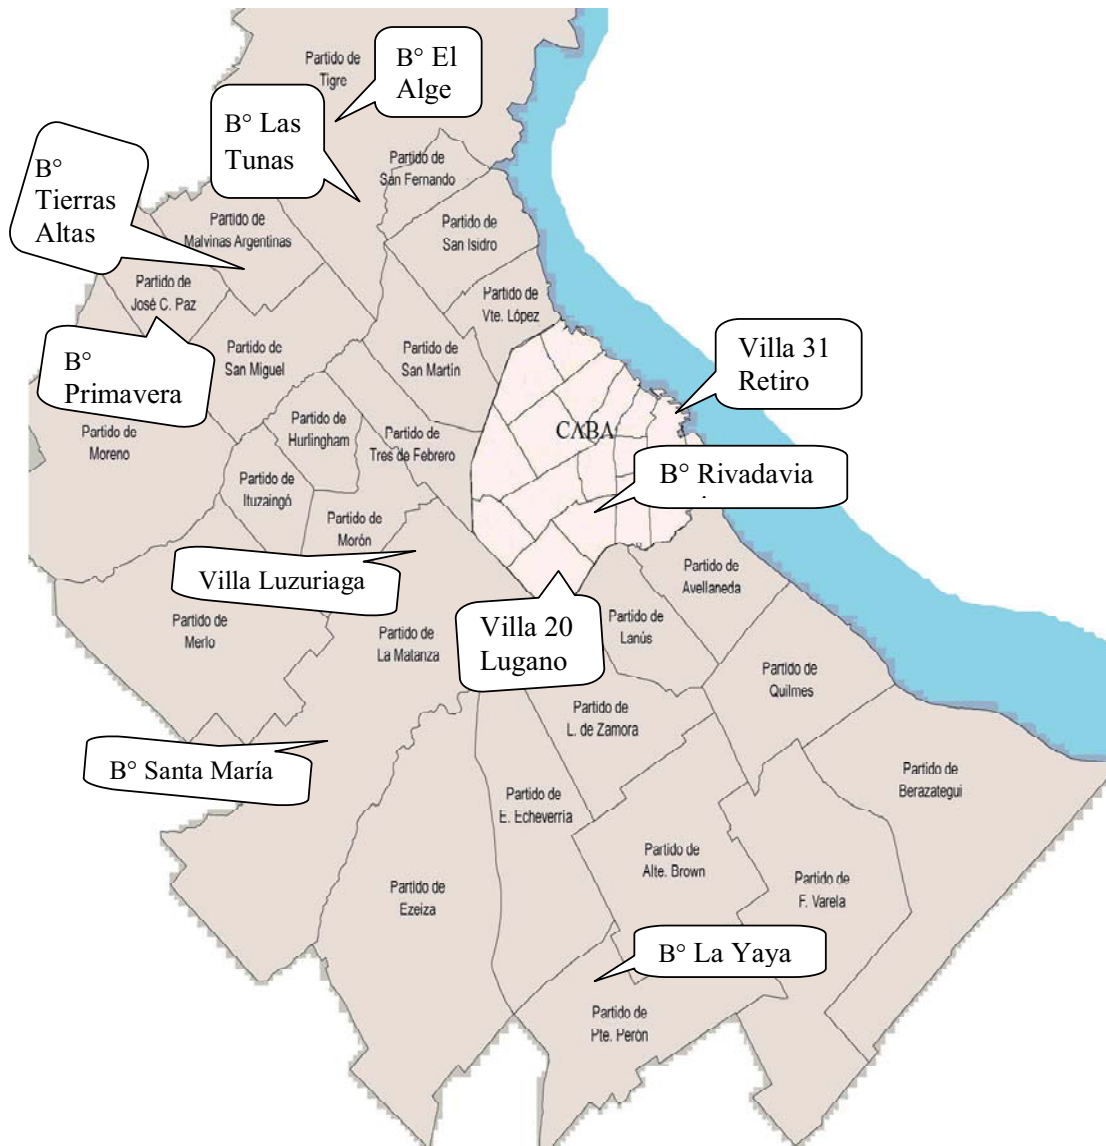 Partido de
Tigre
B° El
Alge
B° Las
Tunas
B°
Tierras
Altas
Partido de
San Fernando
Partido de
Malvinas Argentinas
Partido de
San Isidro
Partido de
José C. Paz
Partido de
Vte. López
B°
Primavera
Partido de
San Miguel
Partido de
San Martín
Villa 31
Retiro
Partido de
Moreno
Partido de
Hurlingham
Partido de
Tres de Febrero
CABA
B° Rivadavia
Partido de
Ituzaingó
Partido de
Morón
Villa Luzuriaga
Partido de
Avellaneda
Partido de
Merlo
Partido de
La Matanza
Villa 20
Lugano
Partido de
Lanús
Partido de
Quilmes
Partido de
L. de Zamora
B° Santa María
Partido de
Berazategui
Partido de
E. Echeverría
Partido de
Alte. Brown
Partido de
Ezeiza
Partido de
F. Varela
B° La Yaya
Partido de
Pte. Perón